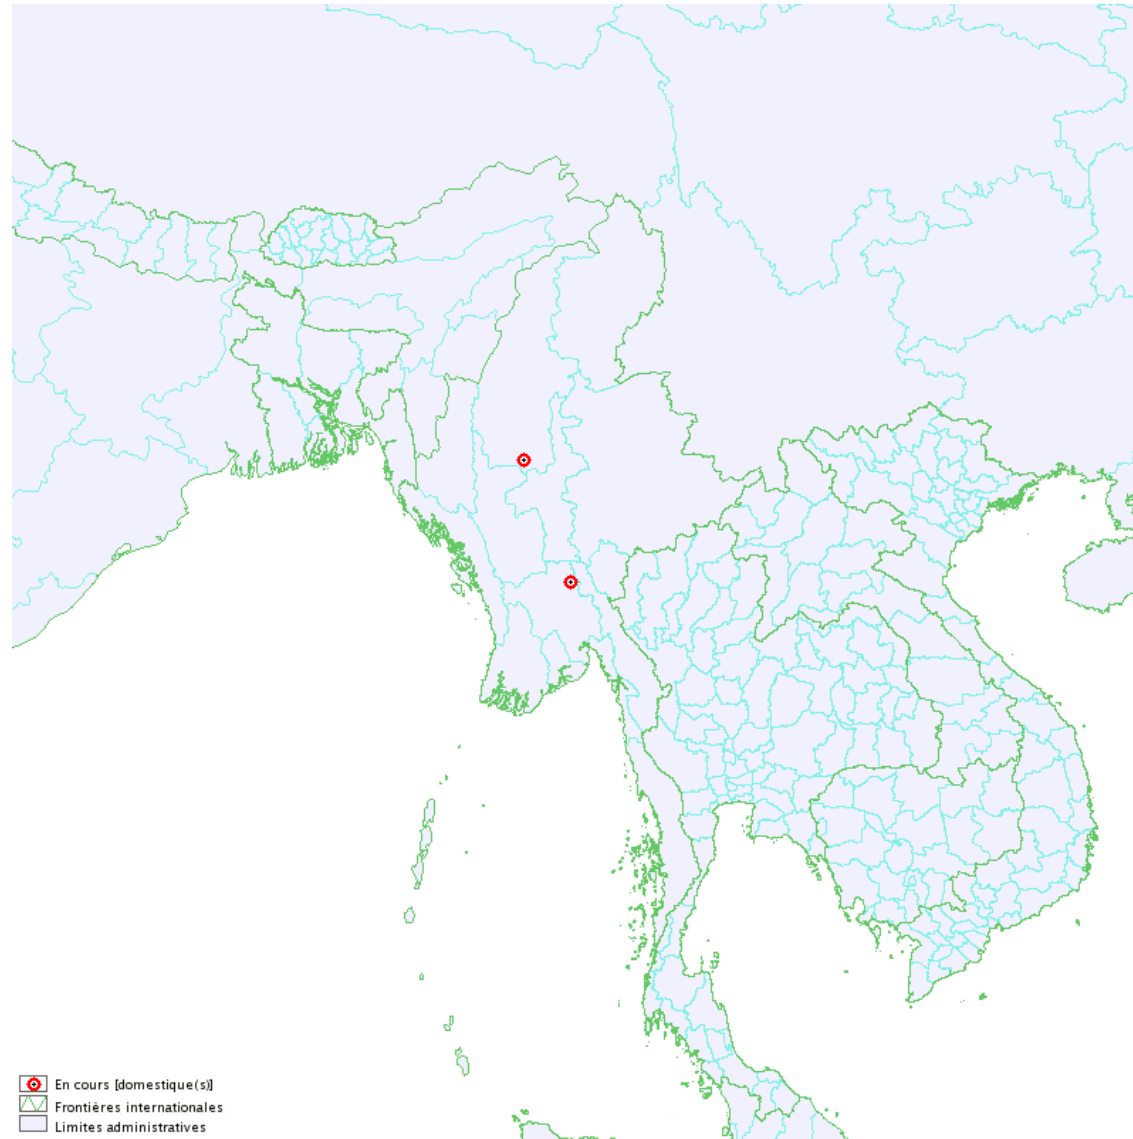 En cours [domestique(s)]
Frontières internationales
Limites administratives